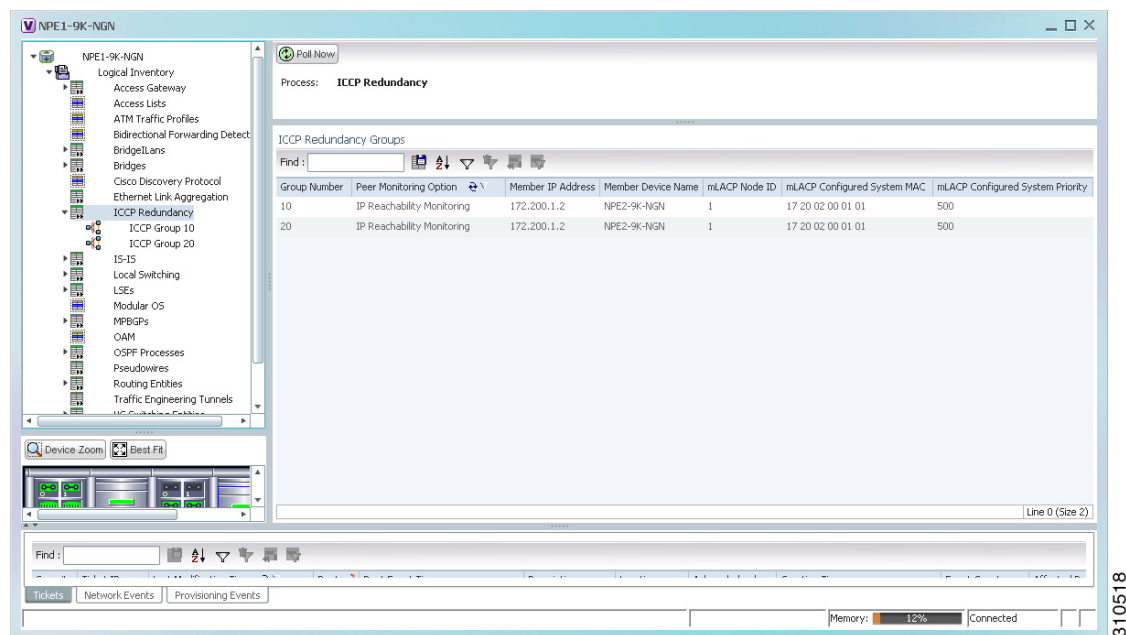 NPE1-9K-NGN
NPE1-9K-NGN
Logical Inventory
Access Gateway
Access Lists
ATM Traffic Profiles
Bidirectional Forwarding Detect
BridgeILans
Bridges
Cisco Discovery Protocol
Ethernet Link Aggregation
ICCP Redundancy
ICCP Group 10
ICCP Group 20
IS-IS
Local Switching
LSEs
Modular OS
MPBGPs
OAM
OSPF Processes
Pseudowires
Routing Entities
Traffic Engineering Tunnels
Device Zoom Best Fit
Poll Now
Process: ICCP Redundancy
ICCP Redundancy Groups
Find :
Group Number Peer Monitoring Option Member IP Address Member Device Name mLACP Node ID mLACP Configured System MAC mLACP Configured System Priority
10 IP Reachability Monitoring 172.200.1.2 NPE2-9K-NGN 1 17 20 02 00 01 01 500
20 IP Reachability Monitoring 172.200.1.2 NPE2-9K-NGN 1 17 20 02 00 01 01 500
Line 0 (Size 2)
Find :
Tickets Network Events Provisioning Events
Memory: 12% Connected
310518